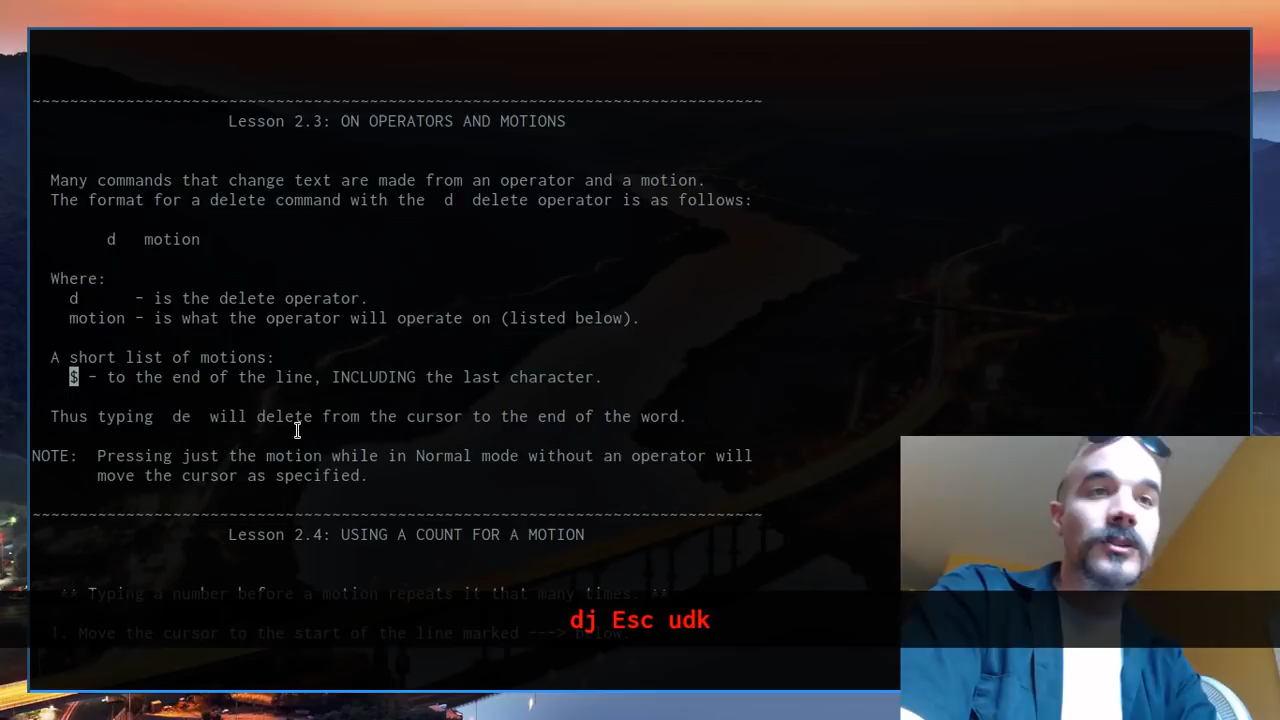 ~~~~~~~~~~~~~~~~~~~~~~~~~~~~~~~~~~~~~~~~~~~~~~~~~~~~~~~~~~~~~~~~~~~~~~~~~~~~~~
Lesson 2.3: ON OPERATORS AND MOTIONS
Many commands that change text are made from an operator and a motion.
The format for a delete command with the  d  delete operator is as follows:
d   motion
Where:
d      - is the delete operator.
motion - is what the operator will operate on (listed below).
A short list of motions:
$ - to the end of the line, INCLUDING the last character.
Thus typing  de  will delete from the cursor to the end of the word.
NOTE:  Pressing just the motion while in Normal mode without an operator will
move the cursor as specified.
~~~~~~~~~~~~~~~~~~~~~~~~~~~~~~~~~~~~~~~~~~~~~~~~~~~~~~~~~~~~~~~~~~~~~~~~~~~~~~
Lesson 2.4: USING A COUNT FOR A MOTION
** Typing a number before a motion repeats it that many times. **
dj Esc udk
1. Move the cursor to the start of the line marked ---> below.